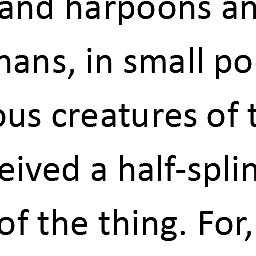 and harpoons an
mans, in small po
ous creatures of t
eived a half-splin
of the thing. For,